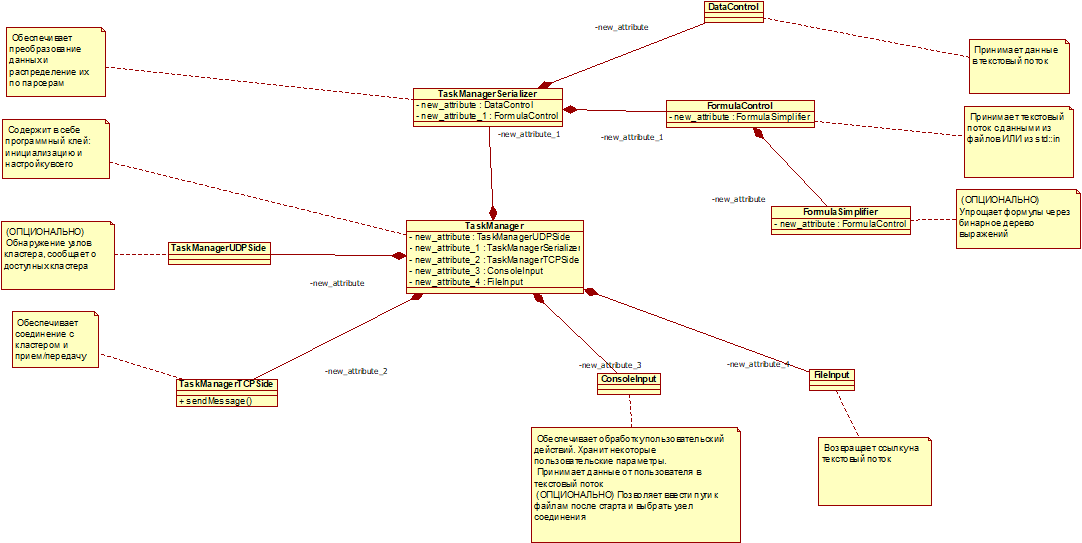 DataControl
-new_attribute
Обеспечивает
преобразование
данных и
распределение их
по парсерам
Принимает данные
в текстовый поток
TaskManagerSerializer
- new_attribute : DataControl
- new_attribute_1 : FormulaControl
FormulaControl
- new_attribute : FormulaSimplifier
-new_attribute_1
-new_attribute_1
Принимает текстовый
поток с данными из
файлов ИЛИ из std::in
Содержит в себе
программный клей:
инициализацию и
настройку всего
-new_attribute
(ОПЦИОНАЛЬНО)
Упрощает формулы через
бинарное дерево
выражений
FormulaSimplifier
- new_attribute : FormulaControl
(ОПЦИОНАЛЬНО)
Обнаружение узлов
кластера, сообщает о
доступных кластера
TaskManagerUDPSide
TaskManager
- new_attribute : TaskManagerUDPSide
- new_attribute_1 : TaskManagerSerializer
- new_attribute_2 : TaskManagerTCPSide
- new_attribute_3 : ConsoleInput
- new_attribute_4 : FileInput
-new_attribute
Обеспечивает
соединение с
кластером и
прием/передачу
-new_attribute_2
-new_attribute_3
-new_attribute_4
TaskManagerTCPSide
+ sendMessage()
ConsoleInput
FileInput
Обеспечивает обработку пользовательский
действий. Хранит некоторые
пользовательские параметры.
Принимает данные от пользователя в
текстовый поток
(ОПЦИОНАЛЬНО) Позволяет ввести пути к
файлам после старта и выбрать узел
соединения
Возвращает ссылку на
текстовый поток